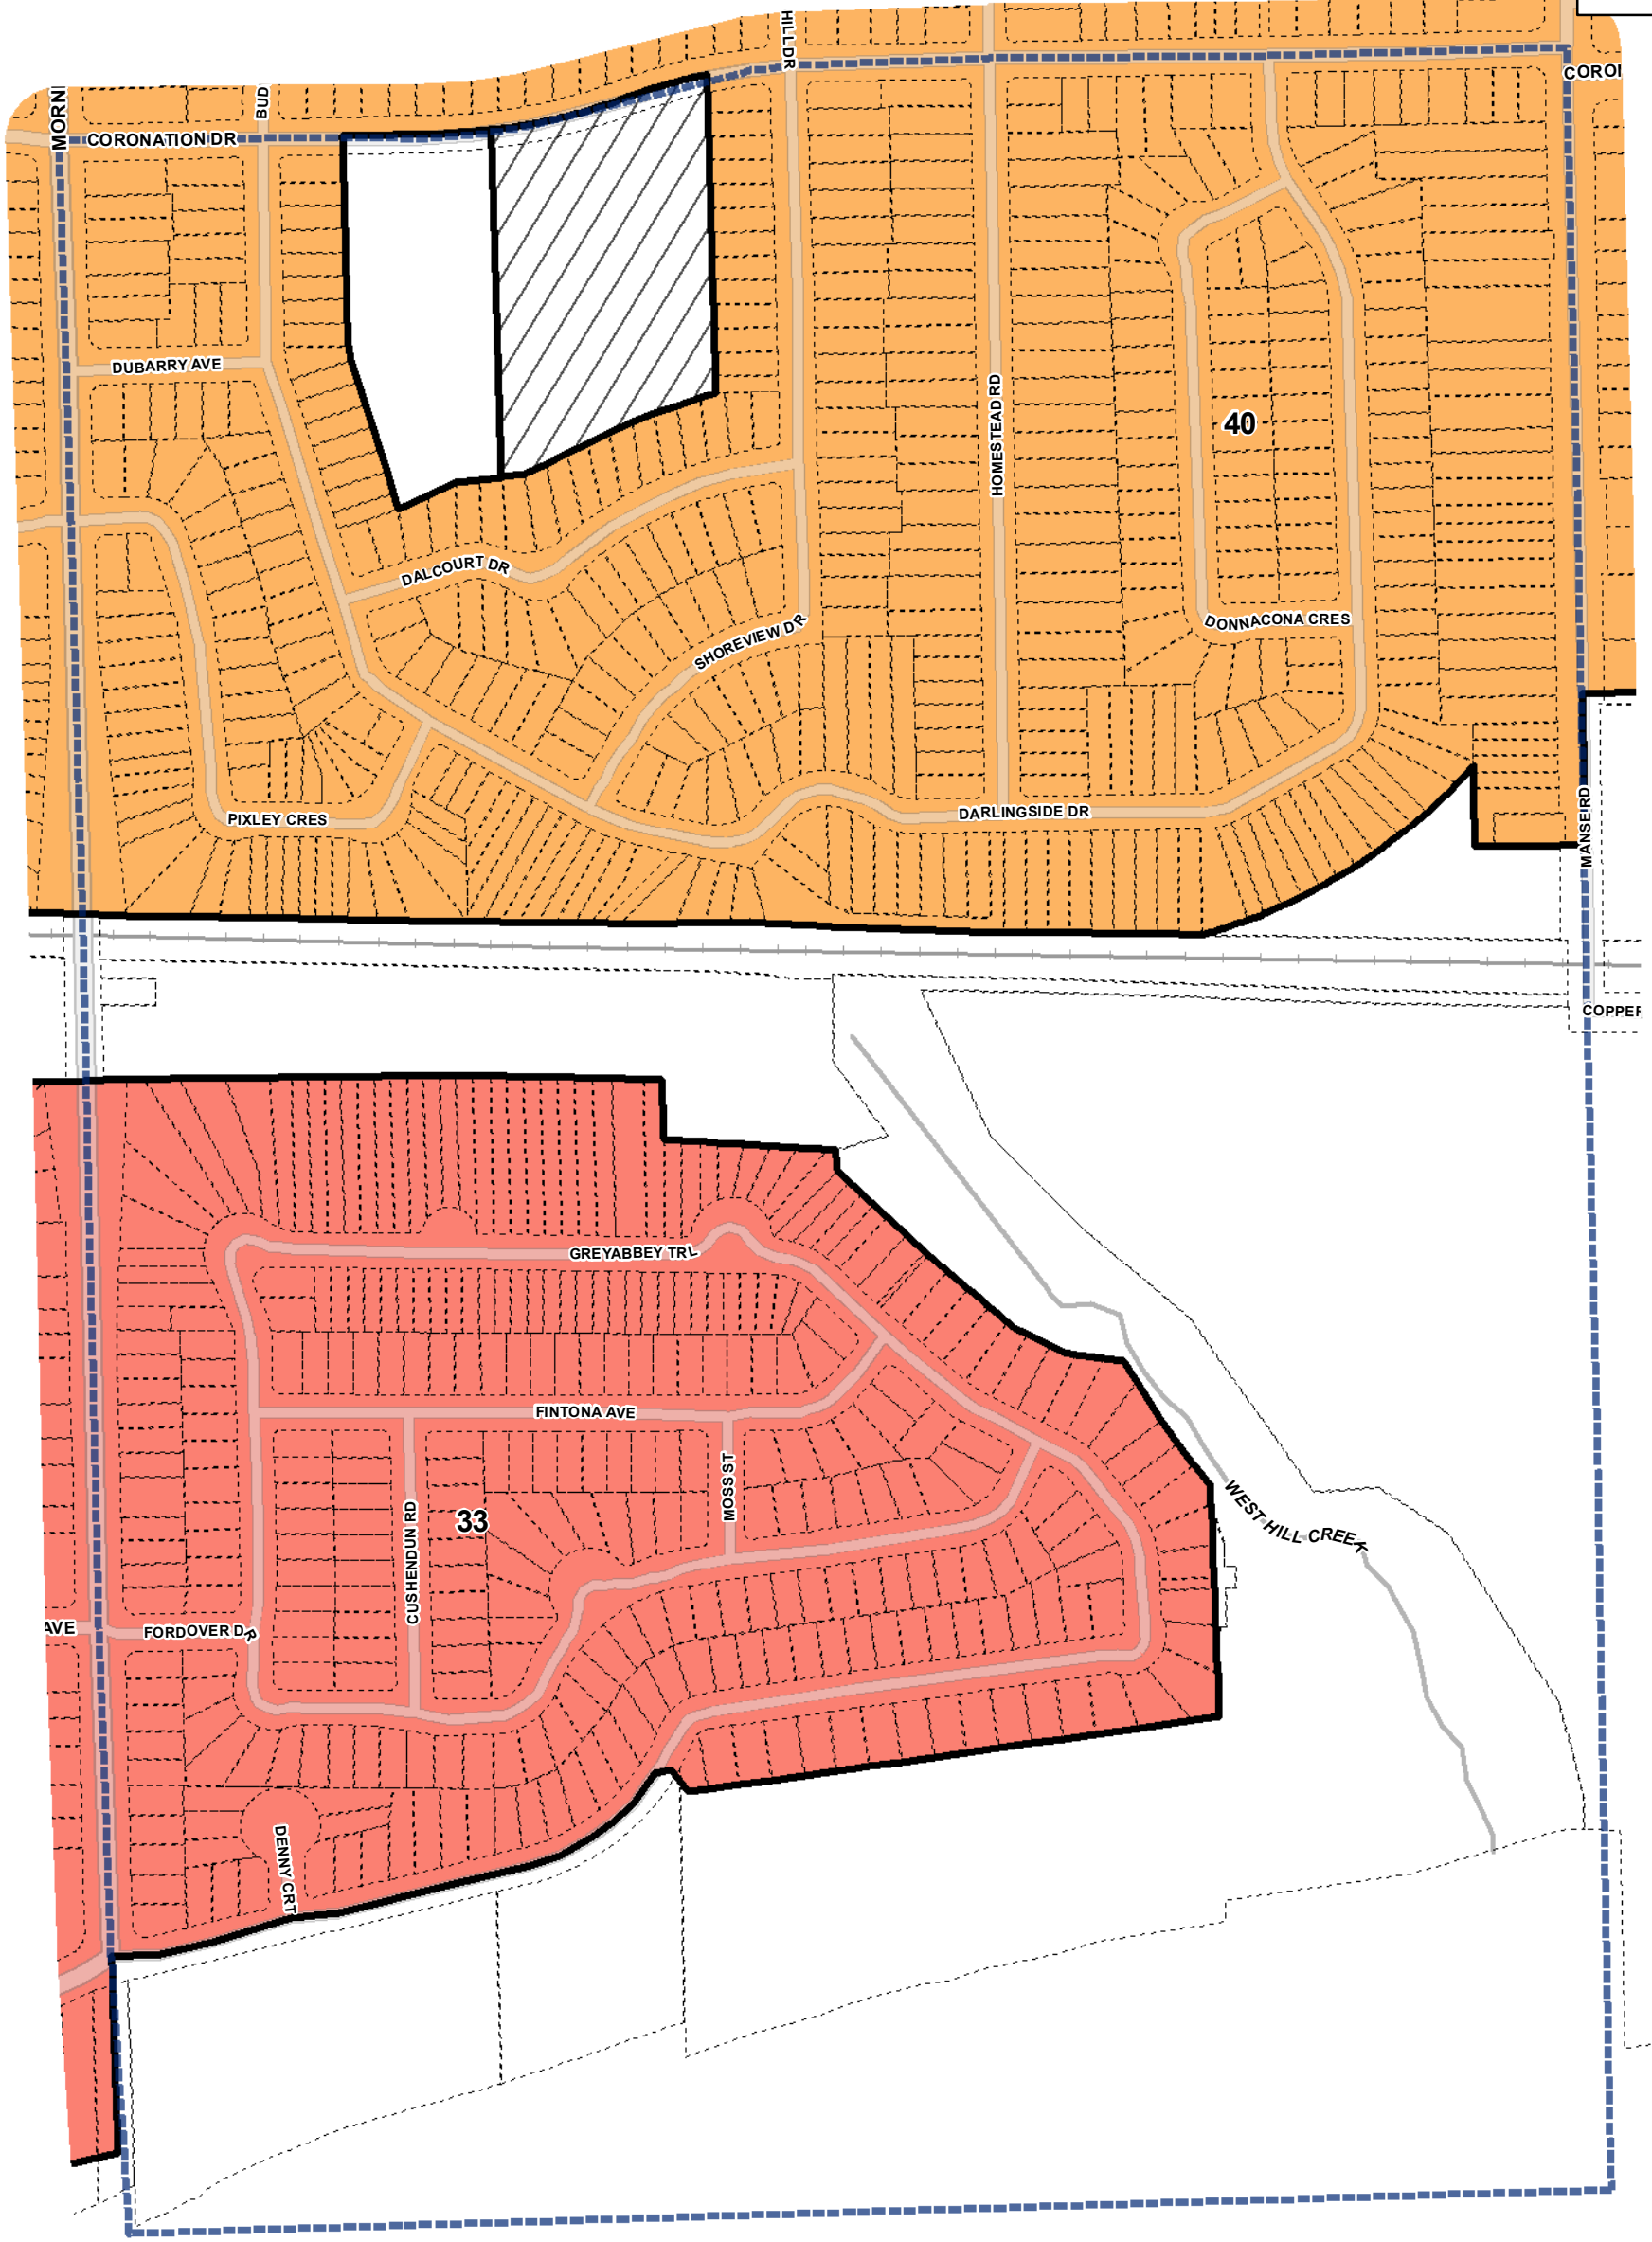 HILL DR
CORO
MORNI
BUD
CORONATION DR
DUBARRY AVE
HOMESTEAD RD
40
DALCOURT DR
SHOREVIEW DR
DONNACONA CRES
PIXLEY CRES
DARLINGSIDE DR
MANSE RD
COPPER
GREYABBEY TRL
FINTONA AVE
MOSS ST
CUSHENDUN RD
33
WEST HILL CREEK
AVE
FORDOVER DR
DENNY CRT